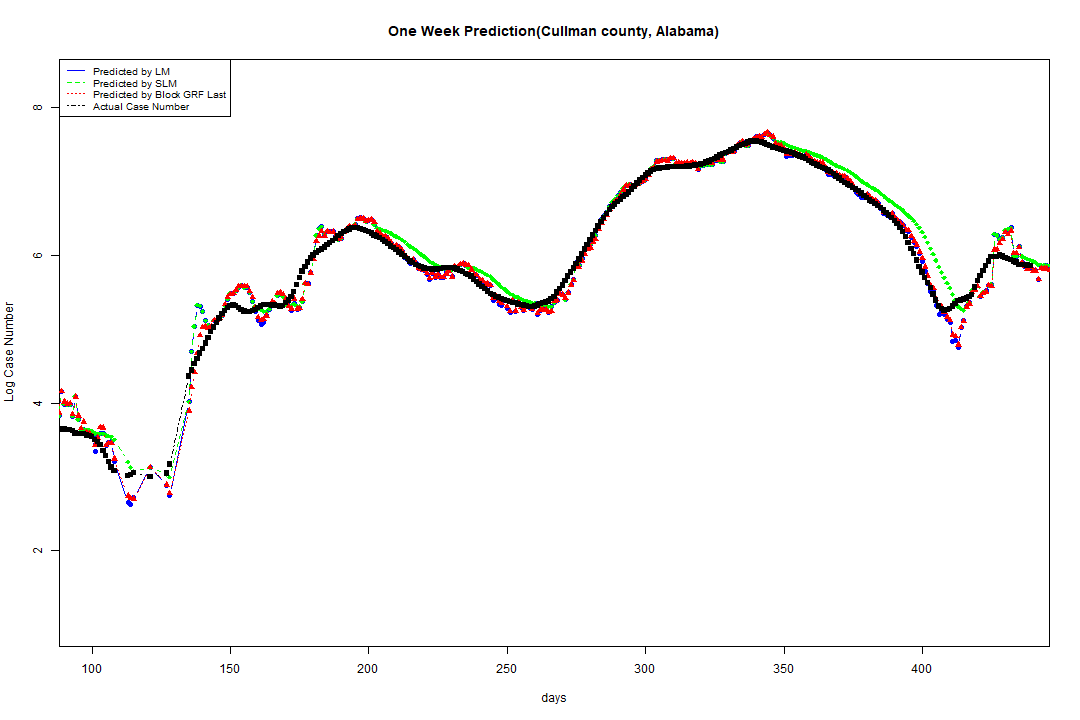 One Week Prediction(Cullman county, Alabama)
Predicted by LM
Predicted by SLM
Predicted by Block GRF Last
Actual Case Number
8
6
4
2
Log Case Number
100 150 200 250 300 350 400
days